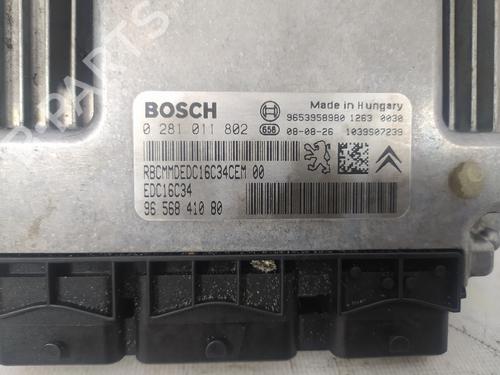 BOSCH
Made in Hungary
9653958980 1263 0030
0 281 011 802 G58 08-08-26 1039S07239
RBCMMDEDC16C34CEM 00
EDC16C34
96 568 410 80
PARTS